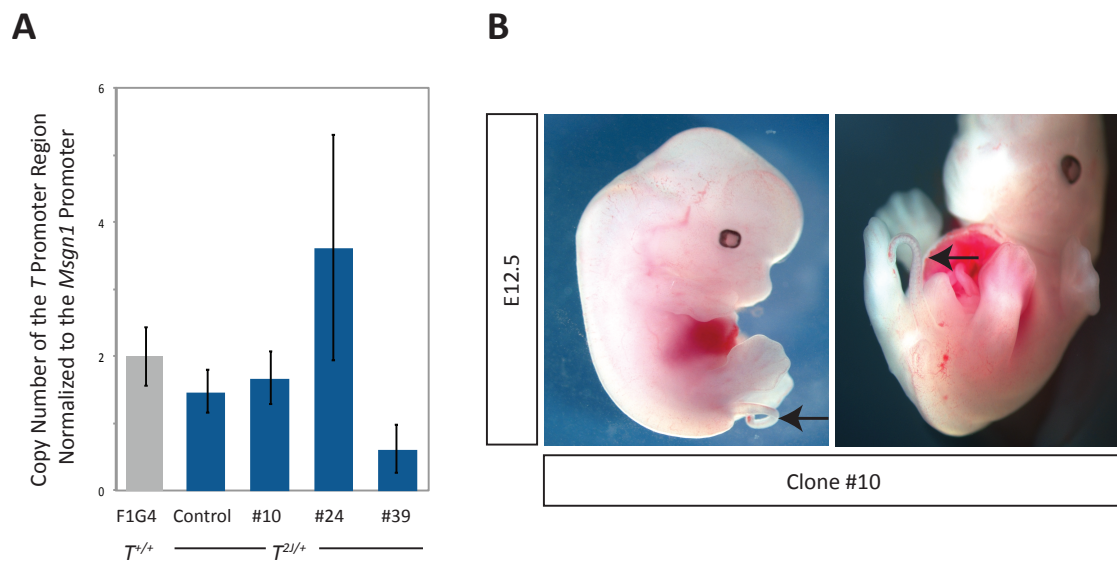 A
Copy Number of the T Promoter Region
Normalized to the Msgn1 Promoter
6
4
2
0
F1G4 Control #10 #24 #39
T+/+ T2J/+
B
E12.5
Clone #10